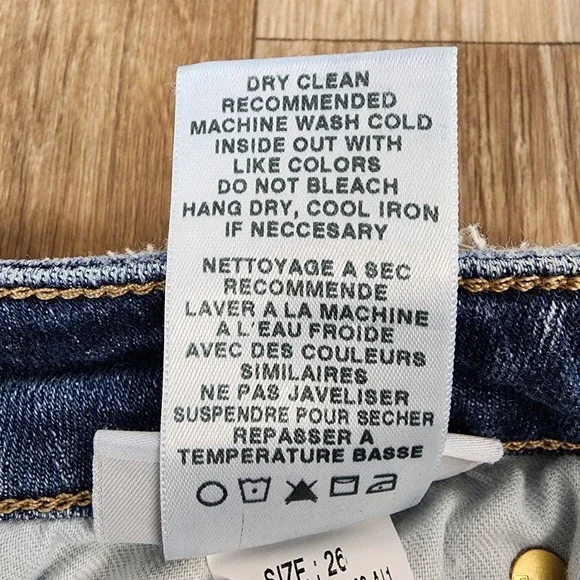 DRY CLEAN
RECOMMENDED
MACHINE WASH COLD
INSIDE OUT WITH
LIKE COLORS
DO NOT BLEACH
HANG DRY, COOL IRON
IF NECCESARY
NETTOYAGE A SEC
RECOMMENDE
LAVER A LA MACHINE
A L'EAU FROIDE
AVEC DES COULEURS
SIMILAIRES
NE PAS JAVELISER
SUSPENDRE POUR SECHER
REPASSER A
TEMPERATURE BASSE
SIZE : 26